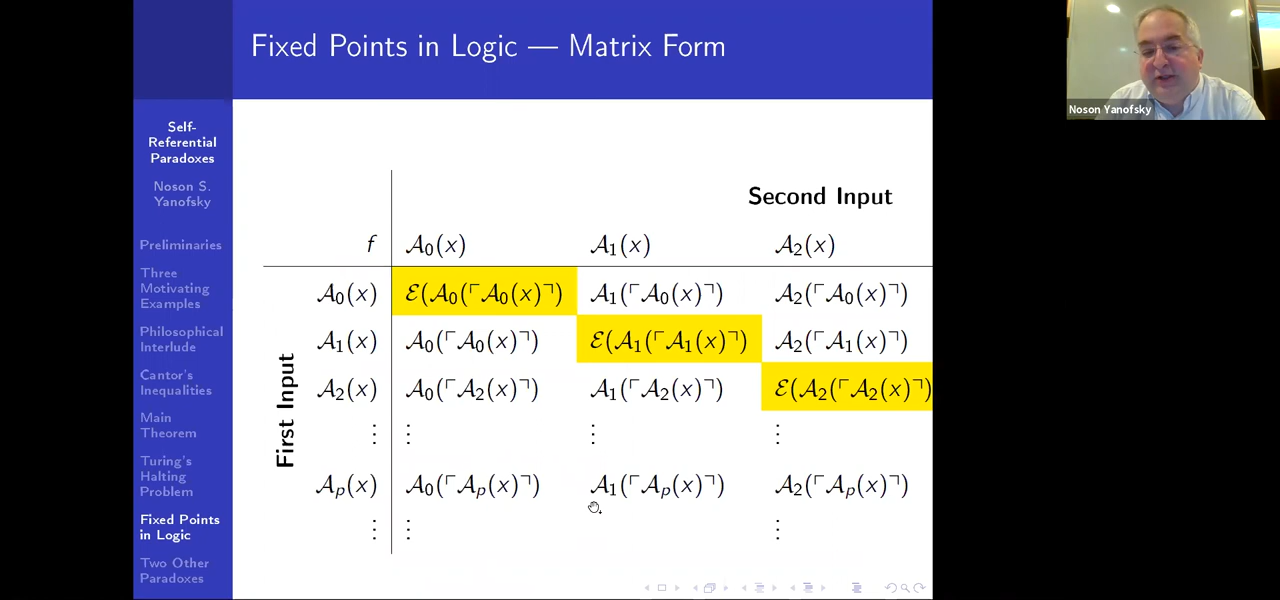 Fixed Points in Logic — Matrix Form
Noson Yanofsky
Self-
Referential
Paradoxes
Noson S.
Yanofsky
Preliminaries
Three
Motivating
Examples
Philosophical
Interlude
Cantor's
Inequalities
Main
Theorem
Turing's
Halting
Problem
Fixed Points
in Logic
Two Other
Paradoxes
Second Input
First Input
f 𝒜₀(x) 𝒜₁(x) 𝒜₂(x)
𝒜₀(x) ℰ(𝒜₀(⌜𝒜₀(x)⌝) 𝒜₁(⌜𝒜₀(x)⌝) 𝒜₂(⌜𝒜₀(x)⌝)
𝒜₁(x) 𝒜₀(⌜𝒜₀(x)⌝) ℰ(𝒜₁(⌜𝒜₁(x)⌝) 𝒜₂(⌜𝒜₁(x)⌝)
𝒜₂(x) 𝒜₀(⌜𝒜₂(x)⌝) 𝒜₁(⌜𝒜₂(x)⌝) ℰ(𝒜₂(⌜𝒜₂(x)⌝)
⋮ ⋮ ⋮ ⋮
𝒜ₚ(x) 𝒜₀(⌜𝒜ₚ(x)⌝) 𝒜₁(⌜𝒜ₚ(x)⌝) 𝒜₂(⌜𝒜ₚ(x)⌝)
⋮ ⋮ ⋮